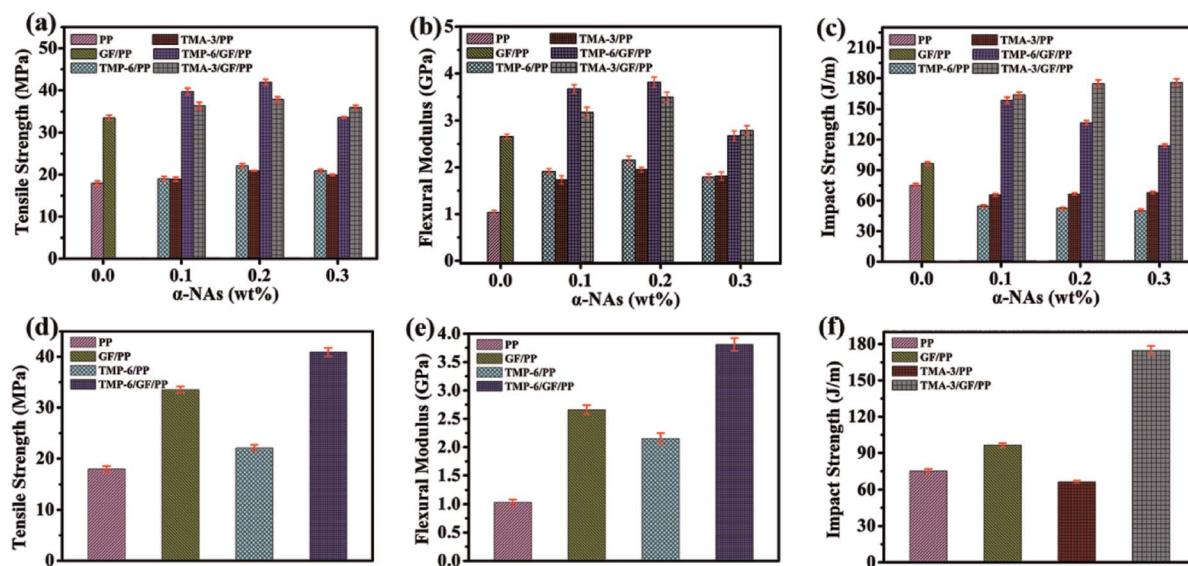 (a)
PP
TMA-3/PP
GF/PP
TMP-6/GF/PP
TMP-6/PP
TMA-3/GF/PP
Tensile Strength (MPa)
60
50
40
30
20
10
0
0.0 0.1 0.2 0.3
α-NAs (wt%)
(b)
PP
TMA-3/PP
GF/PP
TMP-6/GF/PP
TMP-6/PP
TMA-3/GF/PP
Flexural Modulus (GPa)
5
4
3
2
1
0
0.0 0.1 0.2 0.3
α-NAs (wt%)
(c)
PP
TMA-3/PP
GF/PP
TMP-6/GF/PP
TMP-6/PP
TMA-3/GF/PP
Impact Strength (J/m)
210
180
150
120
90
60
30
0
0.0 0.1 0.2 0.3
α-NAs (wt%)
(d)
PP
GF/PP
TMP-6/PP
TMP-6/GF/PP
Tensile Strength (MPa)
40
30
20
10
0
(e)
PP
GF/PP
TMP-6/PP
TMP-6/GF/PP
Flexural Modulus (GPa)
4.0
3.5
3.0
2.5
2.0
1.5
1.0
0.5
0.0
(f)
PP
GF/PP
TMA-3/PP
TMA-3/GF/PP
Impact Strength (J/m)
180
150
120
90
60
30
0